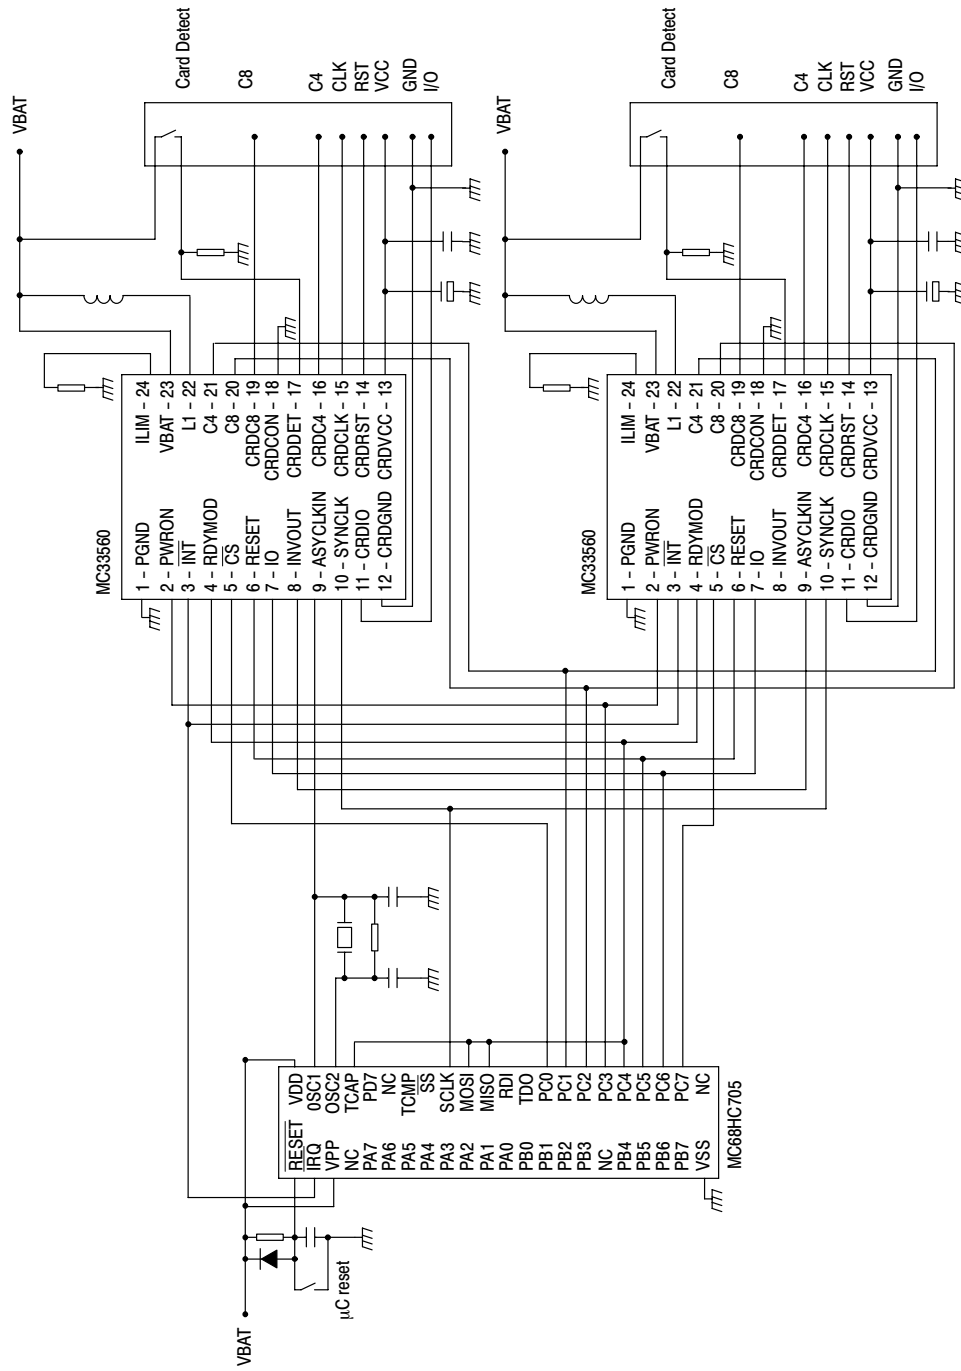 VBAT
Card Detect
C8
C4
CLK
RST
VCC
GND
I/O
MC33560
1 – PGND
2 – PWRON
3 – INT
4 – RDYMOD
5 – CS
6 – RESET
7 – IO
8 – INVOUT
9 – ASYCLKIN
10 – SYNCLK
11 – CRDIO
12 – CRDGND
ILIM – 24
VBAT – 23
L1 – 22
C4 – 21
C8 – 20
CRDC8 – 19
CRDCON – 18
CRDDET – 17
CRDC4 – 16
CRDCLK – 15
CRDRST – 14
CRDVCC – 13
VBAT
Card Detect
C8
C4
CLK
RST
VCC
GND
I/O
MC33560
1 – PGND
2 – PWRON
3 – INT
4 – RDYMOD
5 – CS
6 – RESET
7 – IO
8 – INVOUT
9 – ASYCLKIN
10 – SYNCLK
11 – CRDIO
12 – CRDGND
ILIM – 24
VBAT – 23
L1 – 22
C4 – 21
C8 – 20
CRDC8 – 19
CRDCON – 18
CRDDET – 17
CRDC4 – 16
CRDCLK – 15
CRDRST – 14
CRDVCC – 13
VBAT
µC reset
RESET
IRQ
VPP
NC
PA7
PA6
PA5
PA4
PA3
PA2
PA1
PA0
PB0
PB1
PB2
PB3
NC
PB4
PB5
PB6
PB7
VSS
VDD
OSC1
OSC2
TCAP
PD7
NC
TCMP
SS
SCLK
MOSI
MISO
RDI
TDO
PC0
PC1
PC2
PC3
PC4
PC5
PC6
PC7
NC
MC68HC705